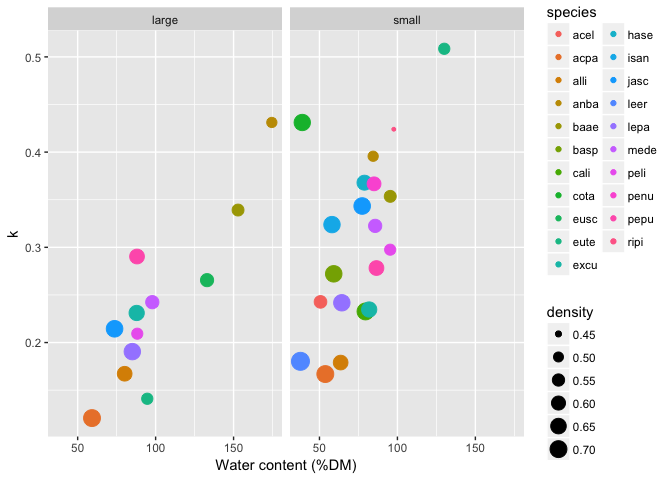 large
small
k
0.5
0.4
0.3
0.2
50
100
150
50
100
150
Water content (%DM)
species
acel
acpa
alli
anba
baae
basp
cali
cota
eusc
eute
excu
hase
isan
jasc
leer
lepa
mede
peli
penu
pepu
ripi
density
0.45
0.50
0.55
0.60
0.65
0.70